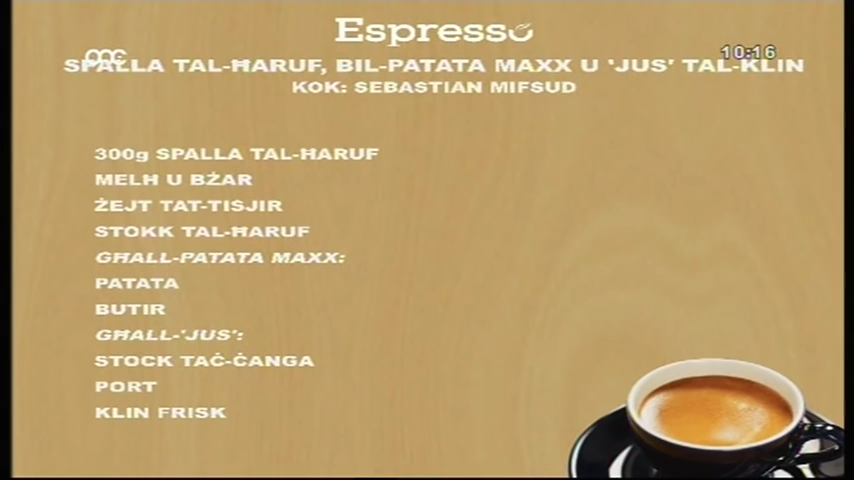 Espresso
one
10:16
SPALLA TAL-ĦARUF, BIL-PATATA MAXX U 'JUS' TAL-KLIN
KOK: SEBASTIAN MIFSUD
300g SPALLA TAL-ĦARUF
MELĦ U BŻAR
ŻEJT TAT-TISJIR
STOKK TAL-ĦARUF
GĦALL-PATATA MAXX:
PATATA
BUTIR
GĦALL-'JUS':
STOCK TAĊ-ĊANGA
PORT
KLIN FRISK